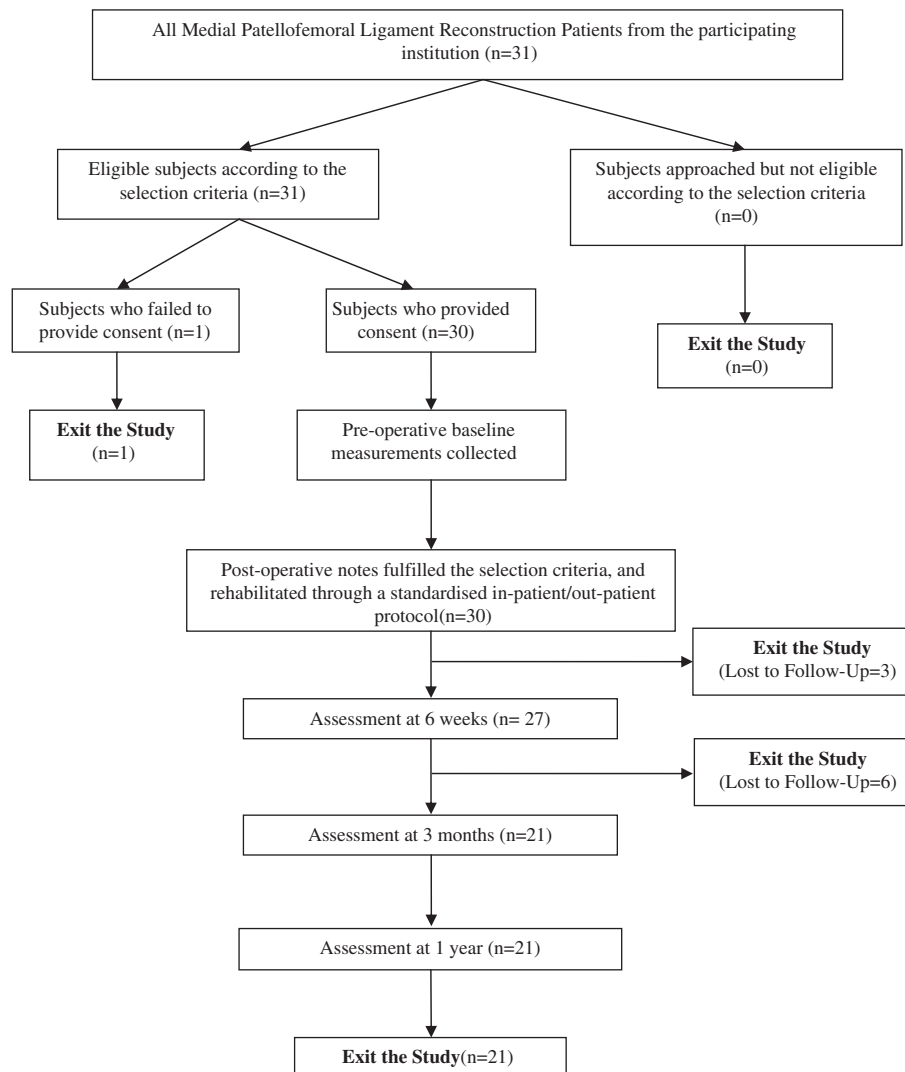 All Medial Patellofemoral Ligament Reconstruction Patients from the participating
institution (n=31)
Eligible subjects according to the
selection criteria (n=31)
Subjects approached but not eligible
according to the selection criteria
(n=0)
Subjects who failed to
provide consent (n=1)
Subjects who provided
consent (n=30)
Exit the Study
(n=0)
Exit the Study
(n=1)
Pre-operative baseline
measurements collected
Post-operative notes fulfilled the selection criteria, and
rehabilitated through a standardised in-patient/out-patient
protocol(n=30)
Exit the Study
(Lost to Follow-Up=3)
Assessment at 6 weeks (n= 27)
Exit the Study
(Lost to Follow-Up=6)
Assessment at 3 months (n=21)
Assessment at 1 year (n=21)
Exit the Study(n=21)